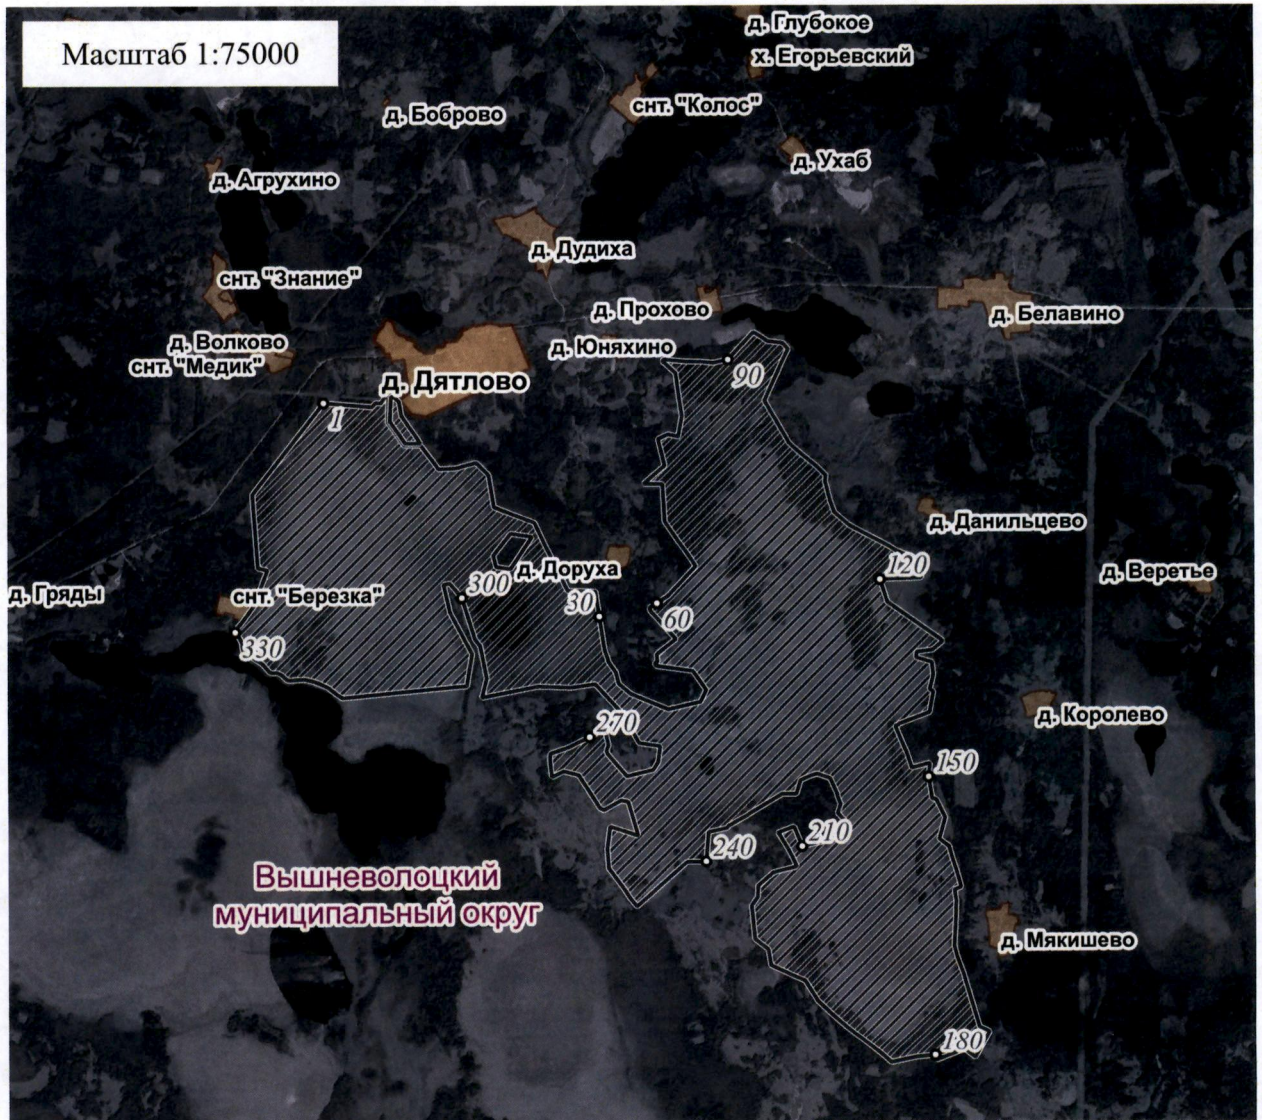 Масштаб 1:75000
д. Глубокое
х. Егорьевский
снт. "Колос"
д. Боброво
д. Ухаб
д. Агрухино
д. Дудиха
снт. "Знание"
д. Прохово
д. Белавино
д. Волково
д. Юняхино
снт. "Медик"
90
д. Дятлово
1
д. Данильцево
120
д. Доруха
д. Веретье
300
д. Гряды
снт. "Березка"
30
60
330
д. Королево
270
150
210
240
Вышневолоцкий
муниципальный округ
д. Мякишево
180